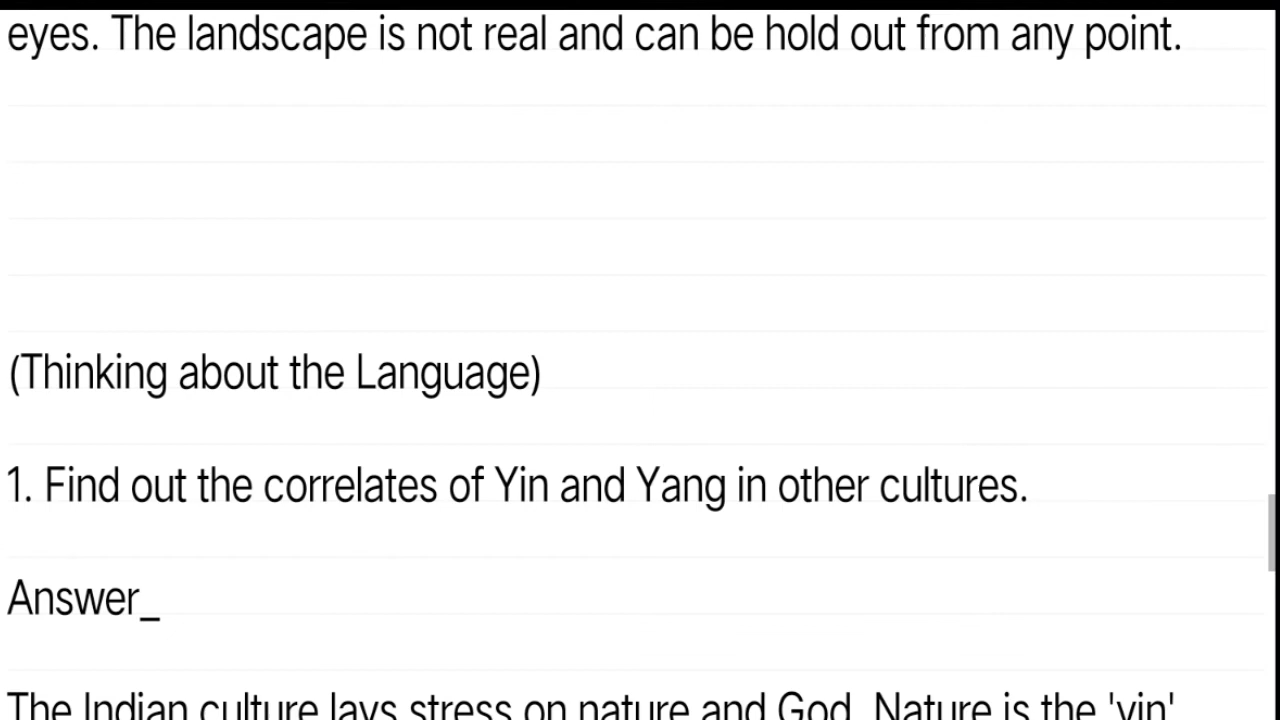 eyes. The landscape is not real and can be hold out from any point.
(Thinking about the Language)
1. Find out the correlates of Yin and Yang in other cultures.
Answer_
The Indian culture lays stress on nature and God. Nature is the 'yin'